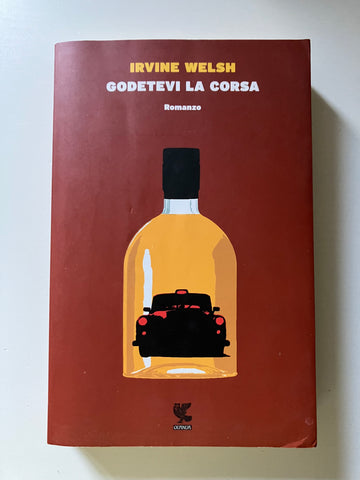 IRVINE WELSH
GODETEVI LA CORSA
Romanzo
GUANDA